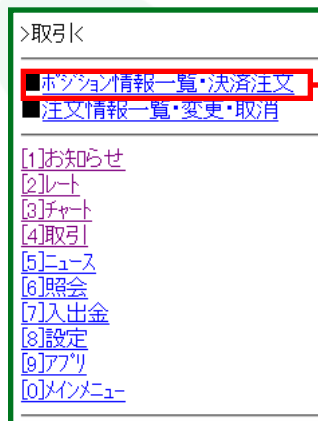 >取引<
■ﾎﾟｼﾞｼｮﾝ情報一覧･決済注文
■注文情報一覧･変更･取消
[1]お知らせ
[2]ﾚｰﾄ
[3]ﾁｬｰﾄ
[4]取引
[5]ﾆｭｰｽ
[6]照会
[7]入出金
[8]設定
[9]ｱﾌﾟﾘ
[0]ﾒｲﾝﾒﾆｭｰ